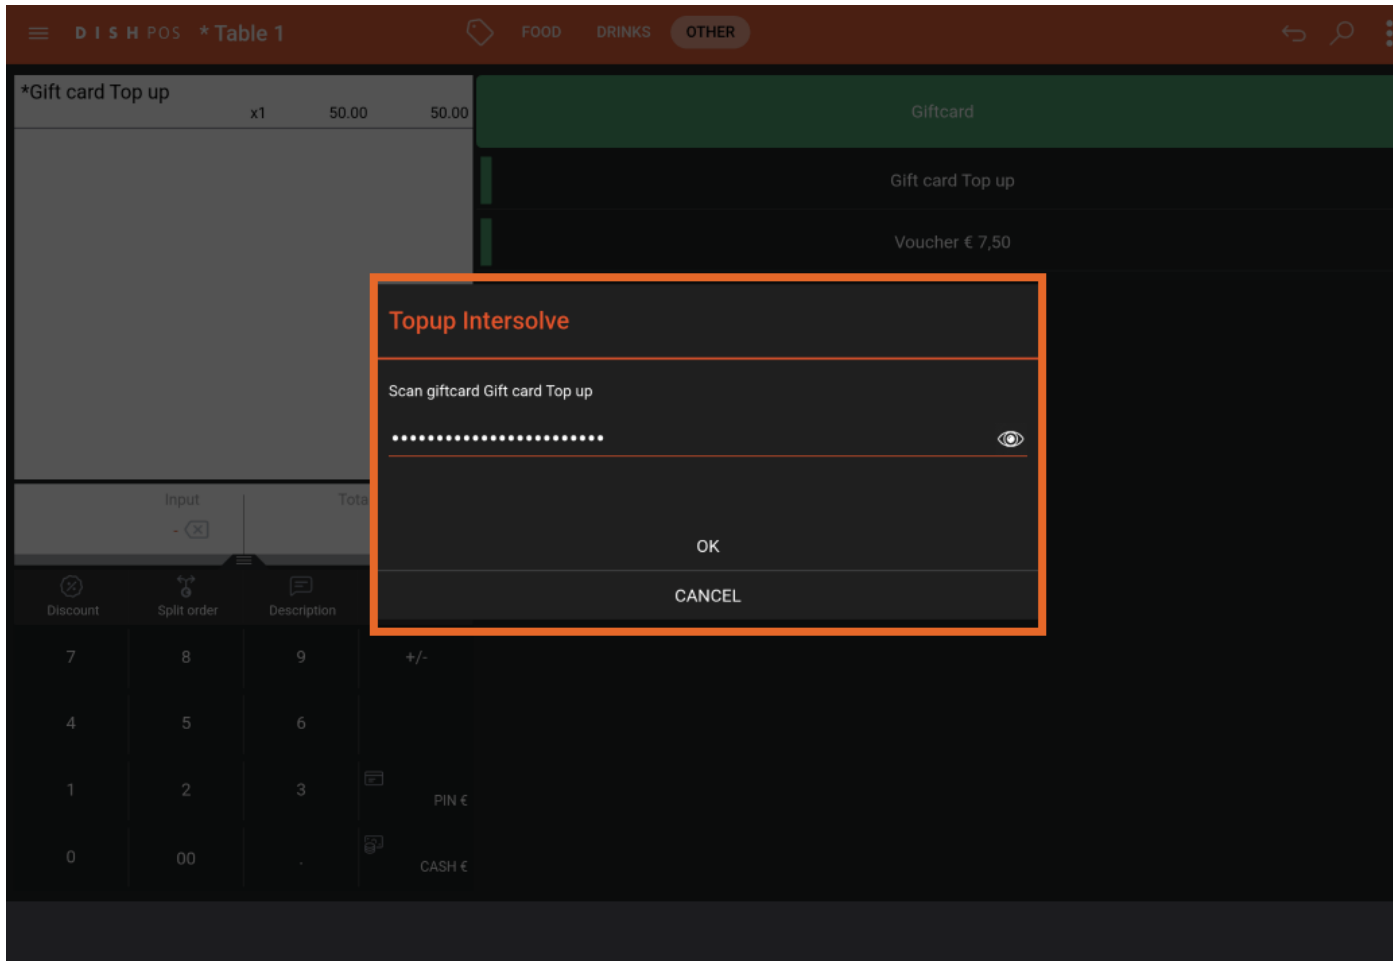 DISH POS * Table 1 FOOD DRINKS OTHER
*Gift card Top up
x1 50.00 50.00
Giftcard
Gift card Top up
Voucher € 7,50
Topup Intersolve
Scan giftcard Gift card Top up
••••••••••••••••••••••••
OK
CANCEL
Input Tota
-
Discount Split order Description
7 8 9 +/-
4 5 6
1 2 3 PIN €
0 00 . CASH €